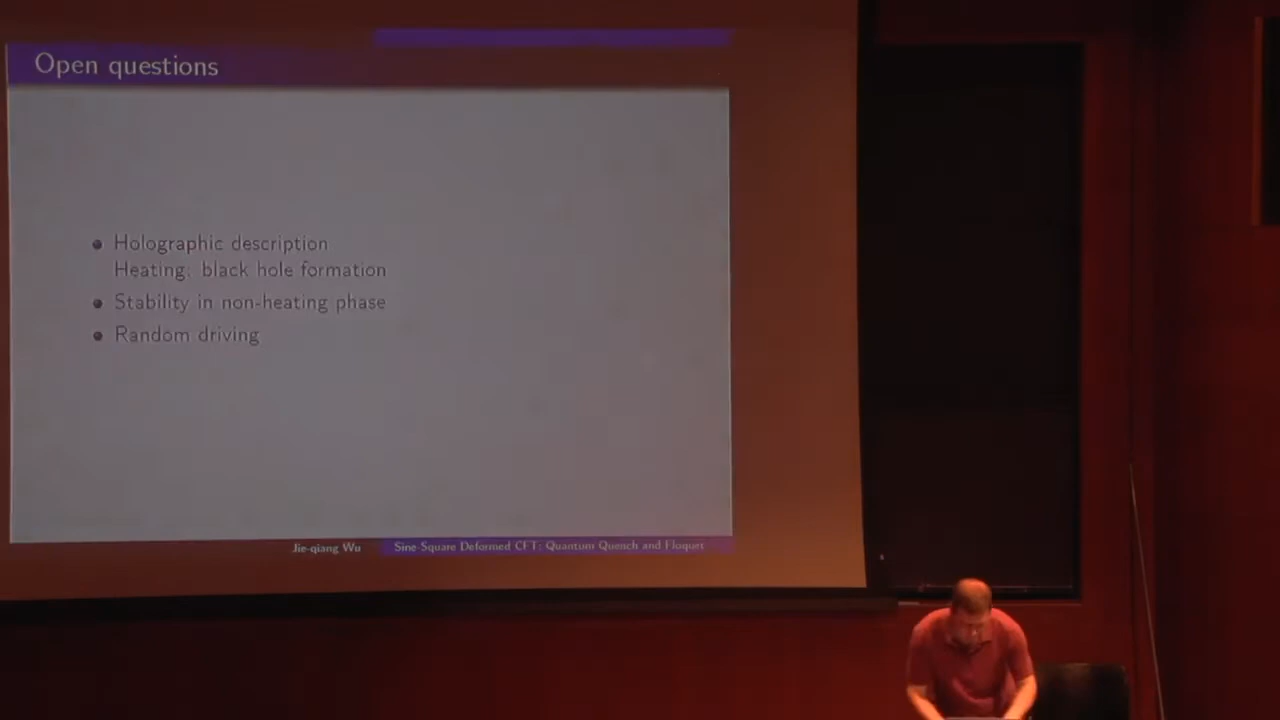 Open questions
Holographic description
Heating: black hole formation
Stability in non-heating phase
Random driving
Jie-qiang Wu
Sine-Square Deformed CFT: Quantum Quench and Floquet